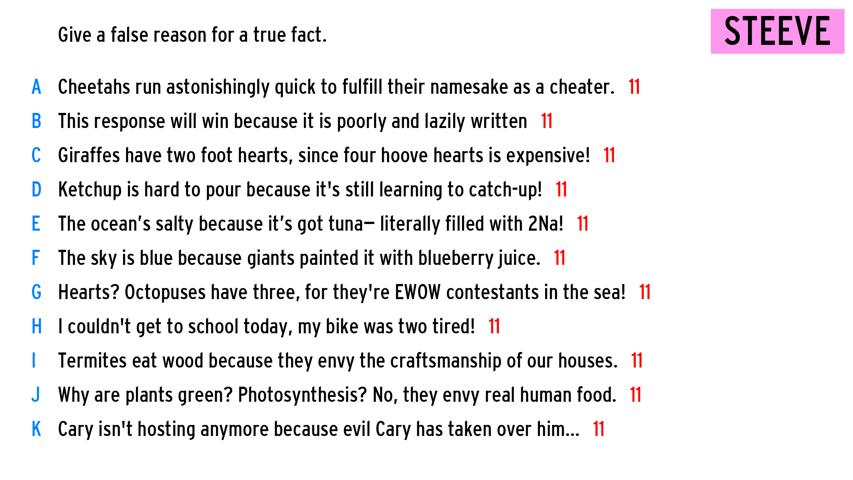 Give a false reason for a true fact.
STEEVE
A Cheetahs run astonishingly quick to fulfill their namesake as a cheater. 11
B This response will win because it is poorly and lazily written 11
C Giraffes have two foot hearts, since four hoove hearts is expensive! 11
D Ketchup is hard to pour because it's still learning to catch-up! 11
E The ocean’s salty because it’s got tuna– literally filled with 2Na! 11
F The sky is blue because giants painted it with blueberry juice. 11
G Hearts? Octopuses have three, for they're EWOW contestants in the sea! 11
H I couldn't get to school today, my bike was two tired! 11
I Termites eat wood because they envy the craftsmanship of our houses. 11
J Why are plants green? Photosynthesis? No, they envy real human food. 11
K Cary isn't hosting anymore because evil Cary has taken over him... 11